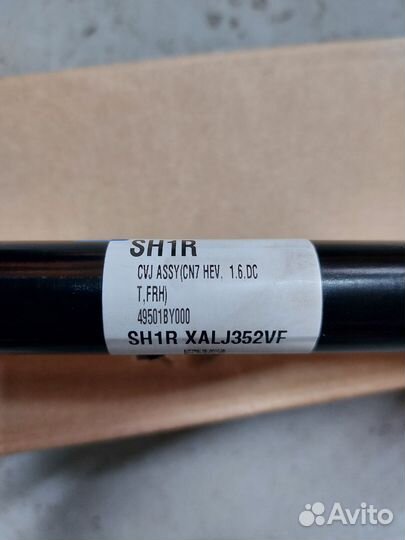 SH1R
CVJ ASSY(CN7 HEV, 1.6.DC
T,FRH)
49501BY000
SH1R XALJ352VF
Avito